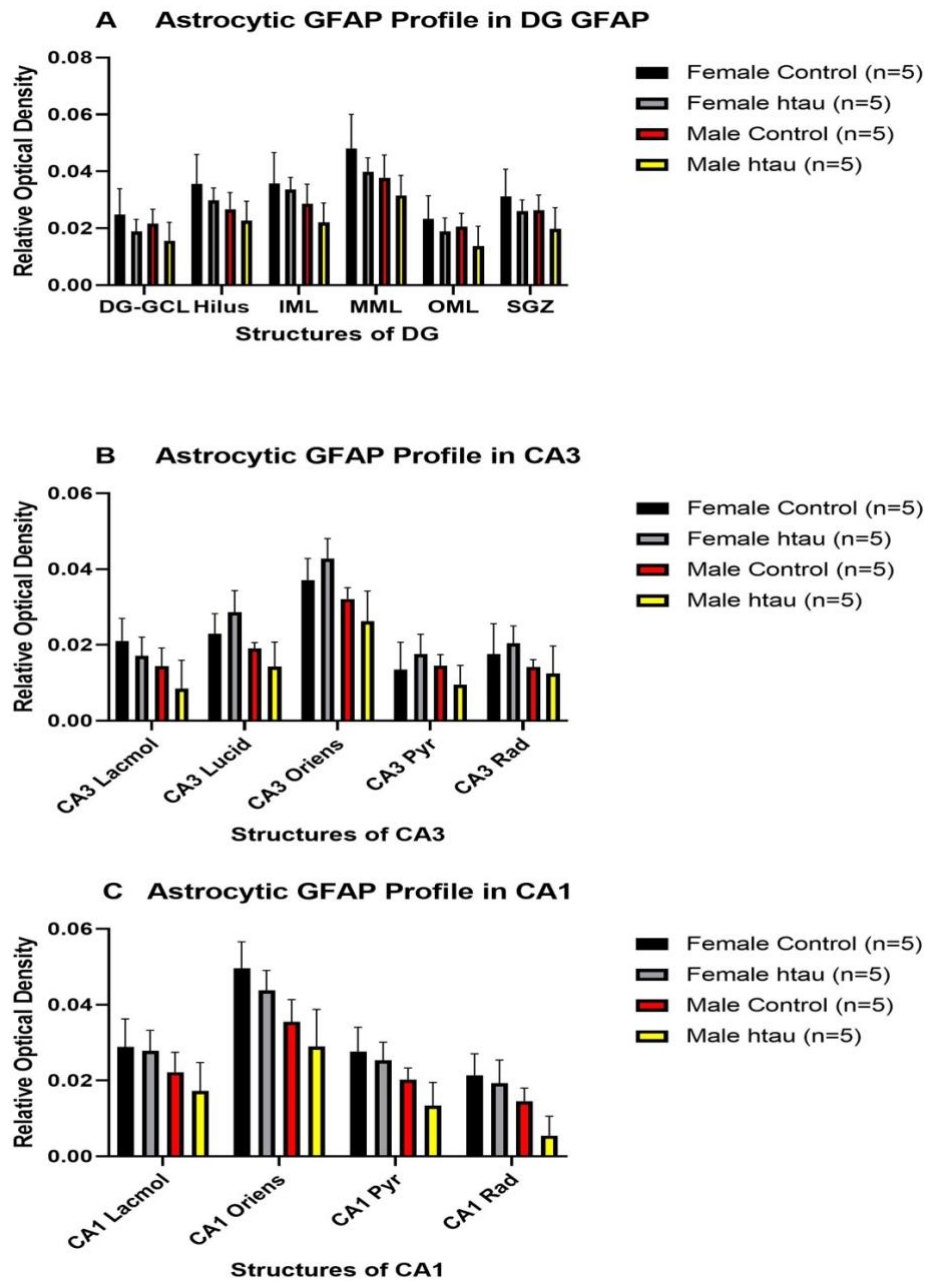 A Astrocytic GFAP Profile in DG GFAP
Relative Optical Density
0.08
0.06
0.04
0.02
0.00
DG-GCL Hilus IML MML OML SGZ
Structures of DG
Female Control (n=5)
Female htau (n=5)
Male Control (n=5)
Male htau (n=5)
B Astrocytic GFAP Profile in CA3
Relative Optical Density
0.06
0.04
0.02
0.00
CA3 Lacmol
CA3 Lucid
CA3 Oriens
CA3 Pyr
CA3 Rad
Structures of CA3
Female Control (n=5)
Female htau (n=5)
Male Control (n=5)
Male htau (n=5)
C Astrocytic GFAP Profile in CA1
Relative Optical Density
0.06
0.04
0.02
0.00
CA1 Lacmol
CA1 Oriens
CA1 Pyr
CA1 Rad
Structures of CA1
Female Control (n=5)
Female htau (n=5)
Male Control (n=5)
Male htau (n=5)